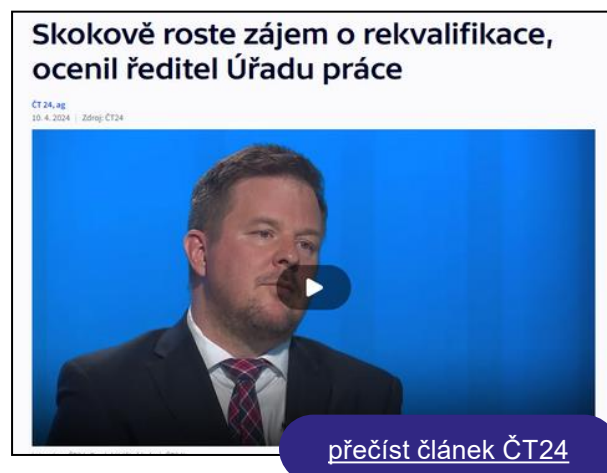 Skokově roste zájem o rekvalifikace,
ocenil ředitel Úřadu práce
ČT 24, ag
10. 4. 2024 | Zdroj: ČT24
přečíst článek ČT24